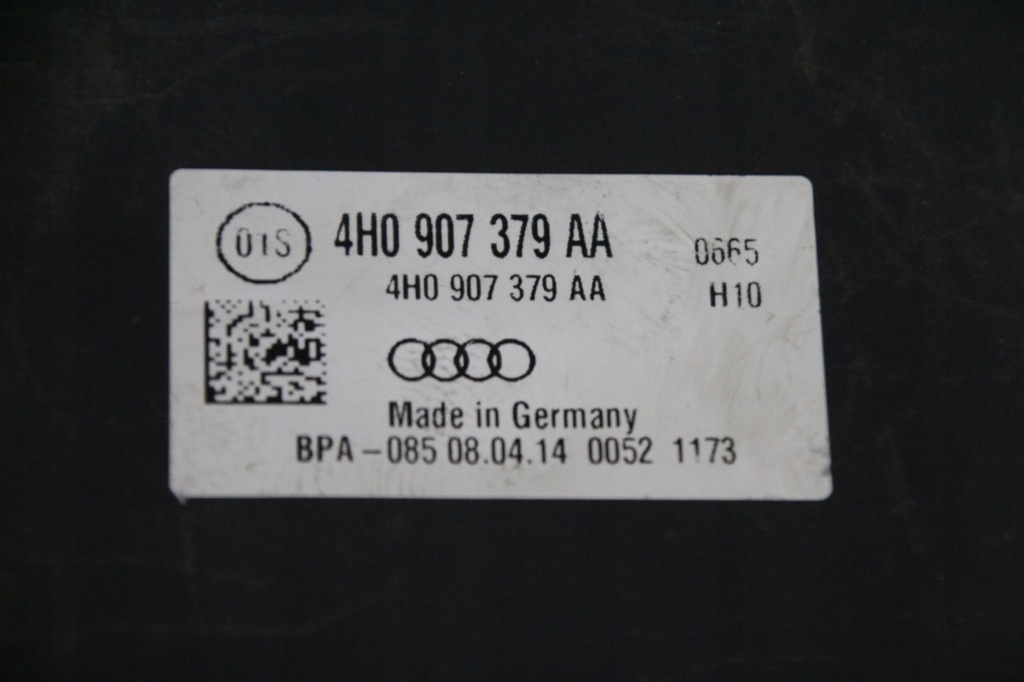 01S 4H0 907 379 AA 0665
4H0 907 379 AA H10
Made in Germany
BPA-085 08.04.14 0052 1173